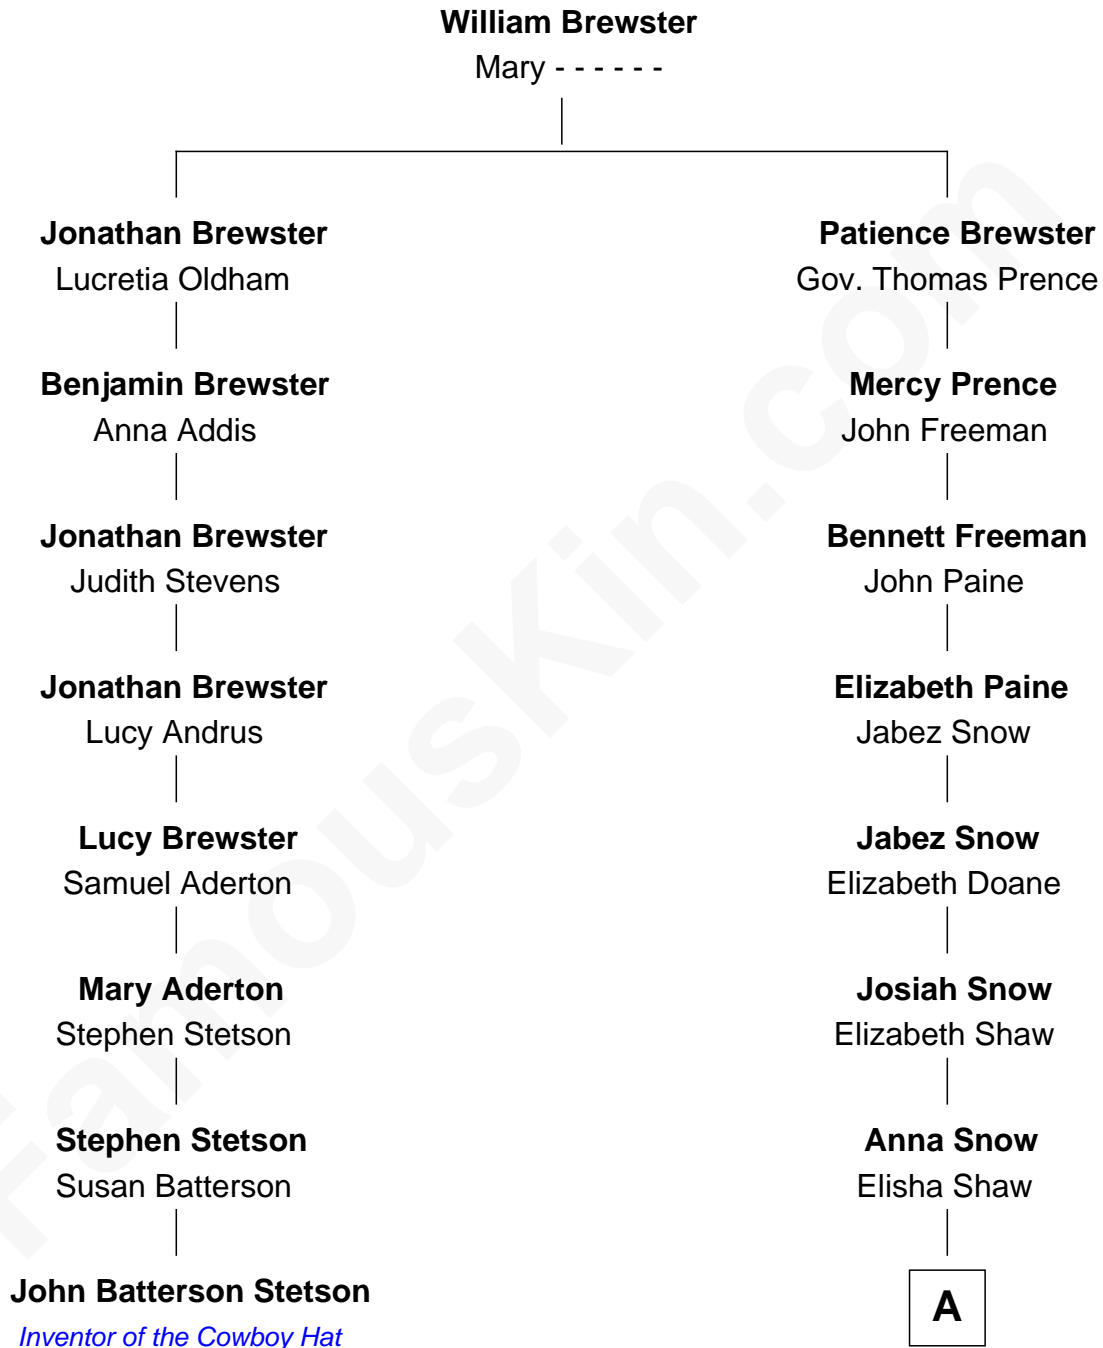 William Brewster
Mary - - - - - -
Jonathan Brewster
Lucretia Oldham
Patience Brewster
Gov. Thomas Prence
Benjamin Brewster
Anna Addis
Mercy Prence
John Freeman
Jonathan Brewster
Judith Stevens
Bennett Freeman
John Paine
Jonathan Brewster
Lucy Andrus
Elizabeth Paine
Jabez Snow
Lucy Brewster
Samuel Aderton
Jabez Snow
Elizabeth Doane
Mary Aderton
Stephen Stetson
Josiah Snow
Elizabeth Shaw
Stephen Stetson
Susan Batterson
Anna Snow
Elisha Shaw
John Batterson Stetson
Inventor of the Cowboy Hat
A
FamousKin.com